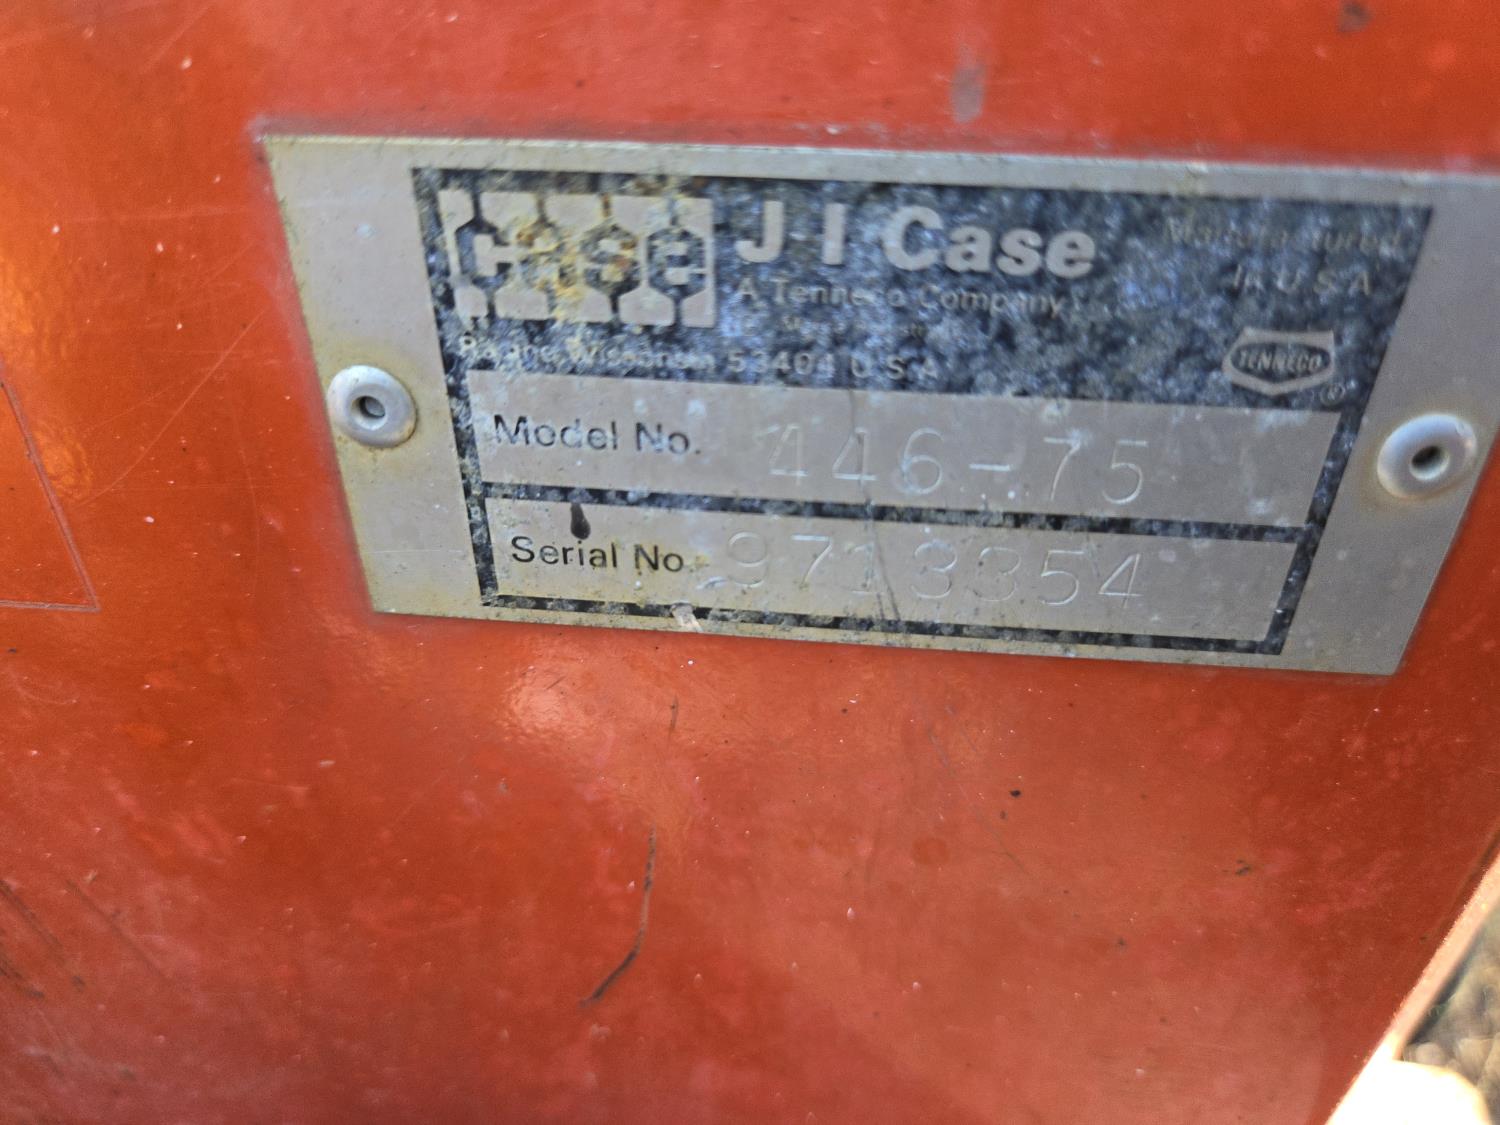 CASE
J I Case
A Tenneco Company
Racine, Wisconsin 53404 U S A
Manufactured
In U S A
TENNECO
®
Model No. 446-75
Serial No. 9713354